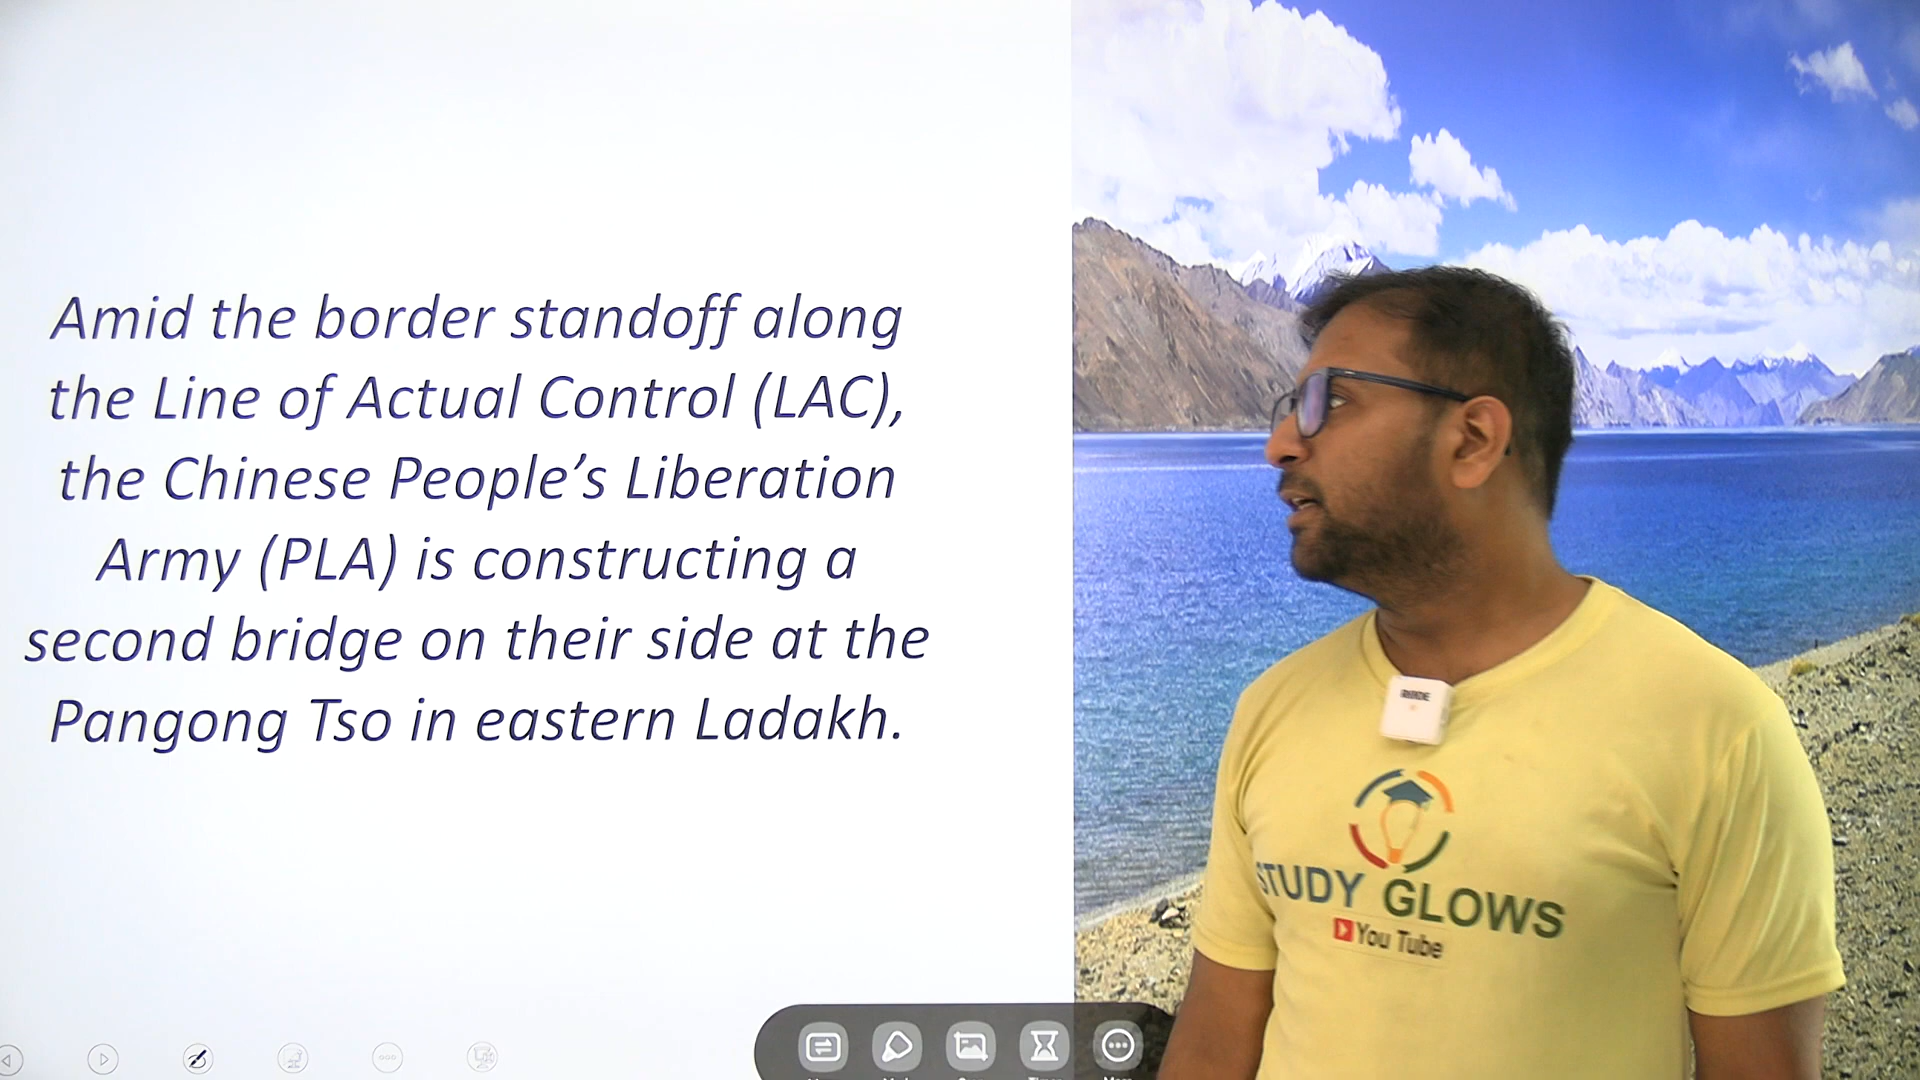 Amid the border standoff along
the Line of Actual Control (LAC),
the Chinese People's Liberation
Army (PLA) is constructing a
second bridge on their side at the
Pangong Tso in eastern Ladakh.
RØDE
STUDY GLOWS
You Tube